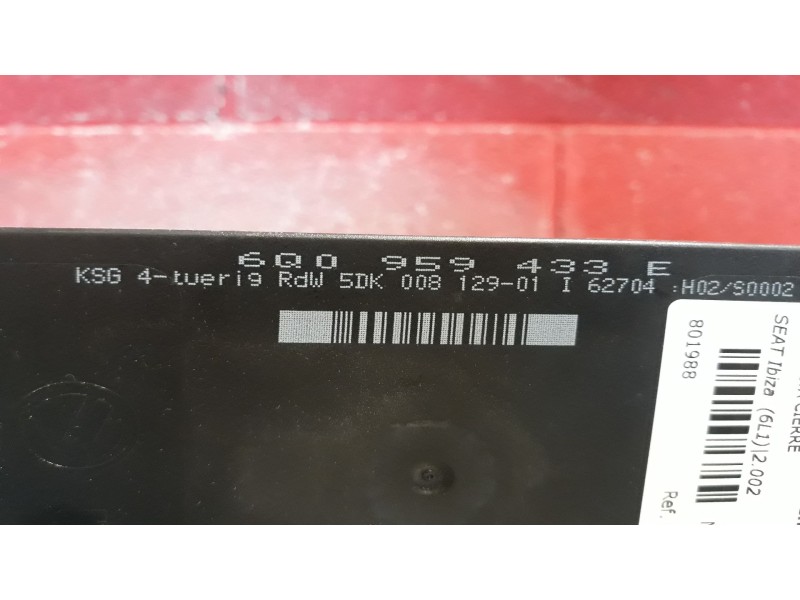 6Q0 959 433 E
KSG 4-tuerig RdW 5DK 008 129-01 I 62704 :H02/S0002
CIERRE
SEAT Ibiza (6L1)|2.002
801988
Ref.